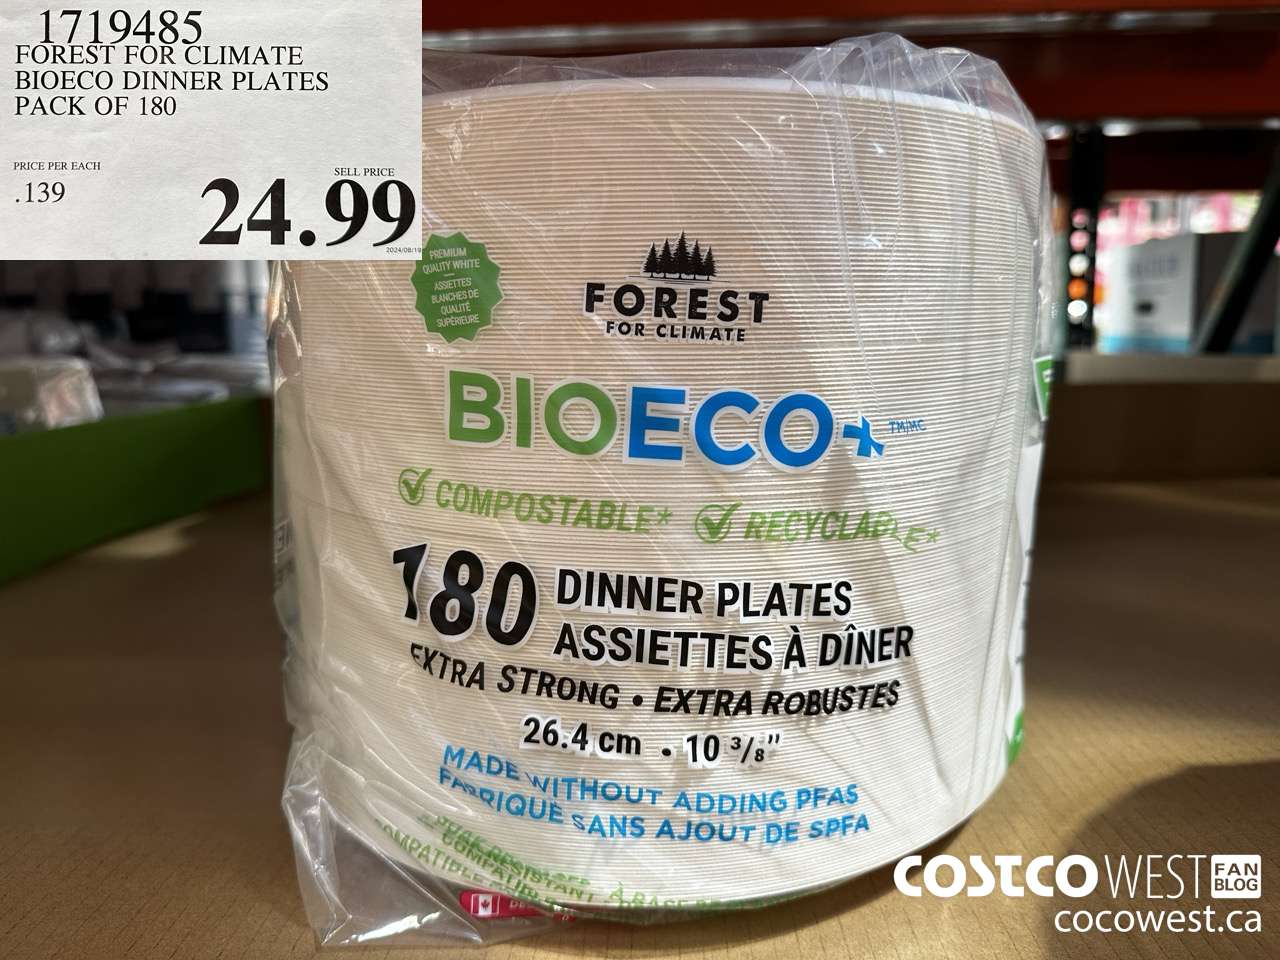 1719485
FOREST FOR CLIMATE
BIOECO DINNER PLATES
PACK OF 180
PRICE PER EACH
.139
SELL PRICE
24.99
2024/08/19
PREMIUM
QUALITY WHITE
ASSIETTES
BLANCHES DE
QUALITÉ
SUPÉRIEURE
FOREST
FOR CLIMATE
BIOECO+ TM/MC
COMPOSTABLE* RECYCLABLE*
180 DINNER PLATES
ASSIETTES À DÎNER
EXTRA STRONG • EXTRA ROBUSTES
26.4 cm • 10 3/8"
MADE WITHOUT ADDING PFAS
FABRIQUÉ SANS AJOUT DE SPFA
COSTCO WEST FAN BLOG
cocowest.ca